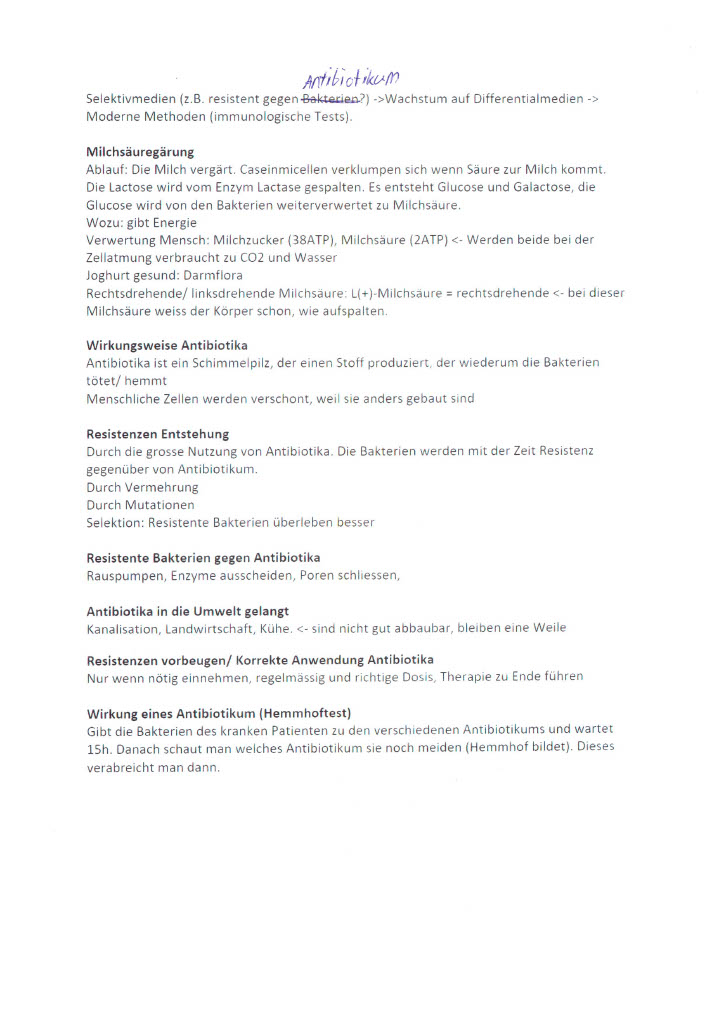 Antibiotikum
Selektivmedien (z.B. resistent gegen Bakterien?) ->Wachstum auf Differentialmedien ->
Moderne Methoden (immunologische Tests).
Milchsäuregärung
Ablauf: Die Milch vergärt. Caseinmicellen verklumpen sich wenn Säure zur Milch kommt.
Die Lactose wird vom Enzym Lactase gespalten. Es entsteht Glucose und Galactose, die
Glucose wird von den Bakterien weiterverwertet zu Milchsäure.
Wozu: gibt Energie
Verwertung Mensch: Milchzucker (38ATP), Milchsäure (2ATP) <- Werden beide bei der
Zellatmung verbraucht zu CO2 und Wasser
Joghurt gesund: Darmflora
Rechtsdrehende/ linksdrehende Milchsäure: L(+)-Milchsäure = rechtsdrehende <- bei dieser
Milchsäure weiss der Körper schon, wie aufspalten.
Wirkungsweise Antibiotika
Antibiotika ist ein Schimmelpilz, der einen Stoff produziert, der wiederum die Bakterien
tötet/ hemmt
Menschliche Zellen werden verschont, weil sie anders gebaut sind
Resistenzen Entstehung
Durch die grosse Nutzung von Antibiotika. Die Bakterien werden mit der Zeit Resistenz
gegenüber von Antibiotikum.
Durch Vermehrung
Durch Mutationen
Selektion: Resistente Bakterien überleben besser
Resistente Bakterien gegen Antibiotika
Rauspumpen, Enzyme ausscheiden, Poren schliessen,
Antibiotika in die Umwelt gelangt
Kanalisation, Landwirtschaft, Kühe. <- sind nicht gut abbaubar, bleiben eine Weile
Resistenzen vorbeugen/ Korrekte Anwendung Antibiotika
Nur wenn nötig einnehmen, regelmässig und richtige Dosis, Therapie zu Ende führen
Wirkung eines Antibiotikum (Hemmhoftest)
Gibt die Bakterien des kranken Patienten zu den verschiedenen Antibiotikums und wartet
15h. Danach schaut man welches Antibiotikum sie noch meiden (Hemmhof bildet). Dieses
verabreicht man dann.